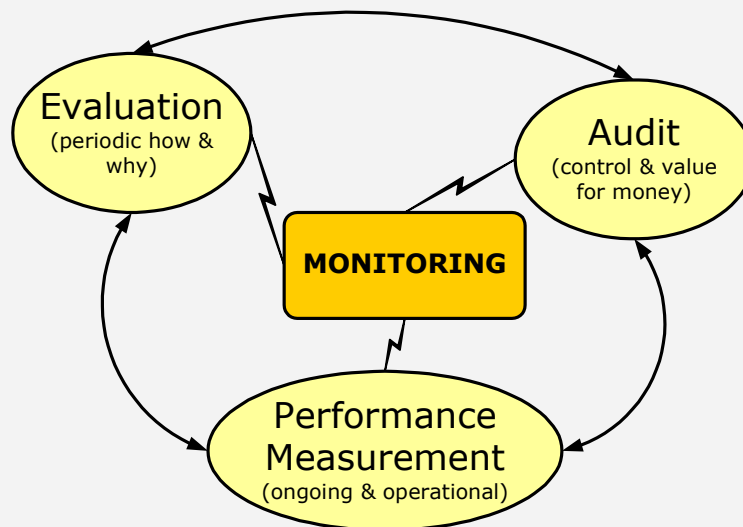 Evaluation
(periodic how &
why)
Audit
(control & value
for money)
MONITORING
Performance
Measurement
(ongoing & operational)